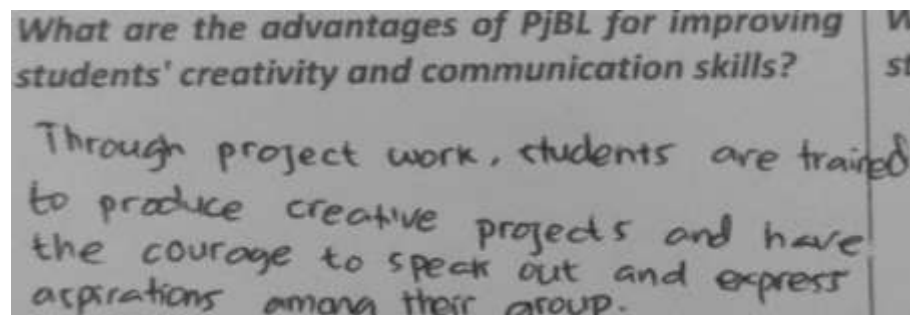 What are the advantages of PjBL for improving
students' creativity and communication skills?
Through project work, students are trained
to produce creative projects and have
the courage to speak out and express
aspirations among their group.